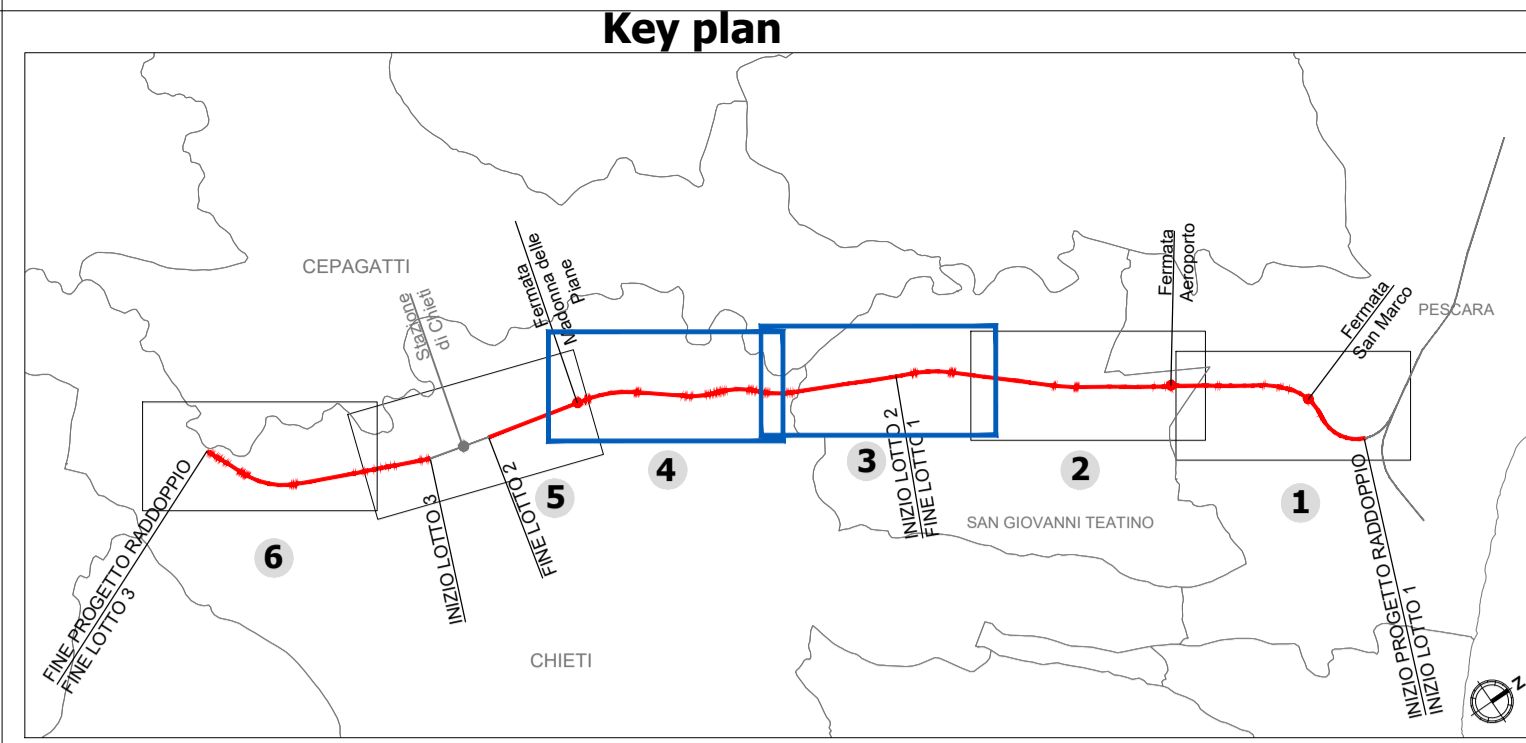 Key plan
CEPAGATTI
Stazione
di Chieti
Fermata
Madonna delle
Piane
Fermata
Aeroporto
Fermata
San Marco
PESCARA
4
3
2
1
5
6
INIZIO LOTTO 2
FINE LOTTO 1
SAN GIOVANNI TEATINO
FINE LOTTO 2
INIZIO LOTTO 3
FINE PROGETTO RADDOPPIO
FINE LOTTO 3
INIZIO PROGETTO RADDOPPIO
INIZIO LOTTO 1
CHIETI
N